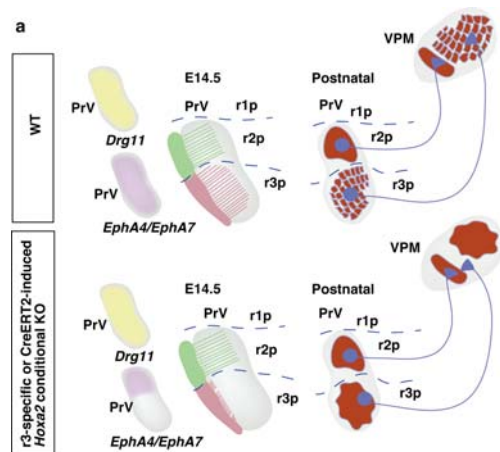 a
WT
PrV
Drg11
PrV
EphA4/EphA7
E14.5
PrV
r1p
r2p
r3p
Postnatal
PrV
r1p
r2p
r3p
VPM
r3-specific or CreERT2-induced
Hoxa2 conditional KO
PrV
Drg11
PrV
EphA4/EphA7
E14.5
PrV
r1p
r2p
r3p
Postnatal
PrV
r1p
r2p
r3p
VPM